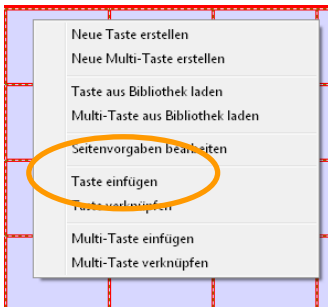 Neue Taste erstellen
Neue Multi-Taste erstellen
Taste aus Bibliothek laden
Multi-Taste aus Bibliothek laden
Seitenvorgaben bearbeiten
Taste einfügen
Taste verknüpfen
Multi-Taste einfügen
Multi-Taste verknüpfen